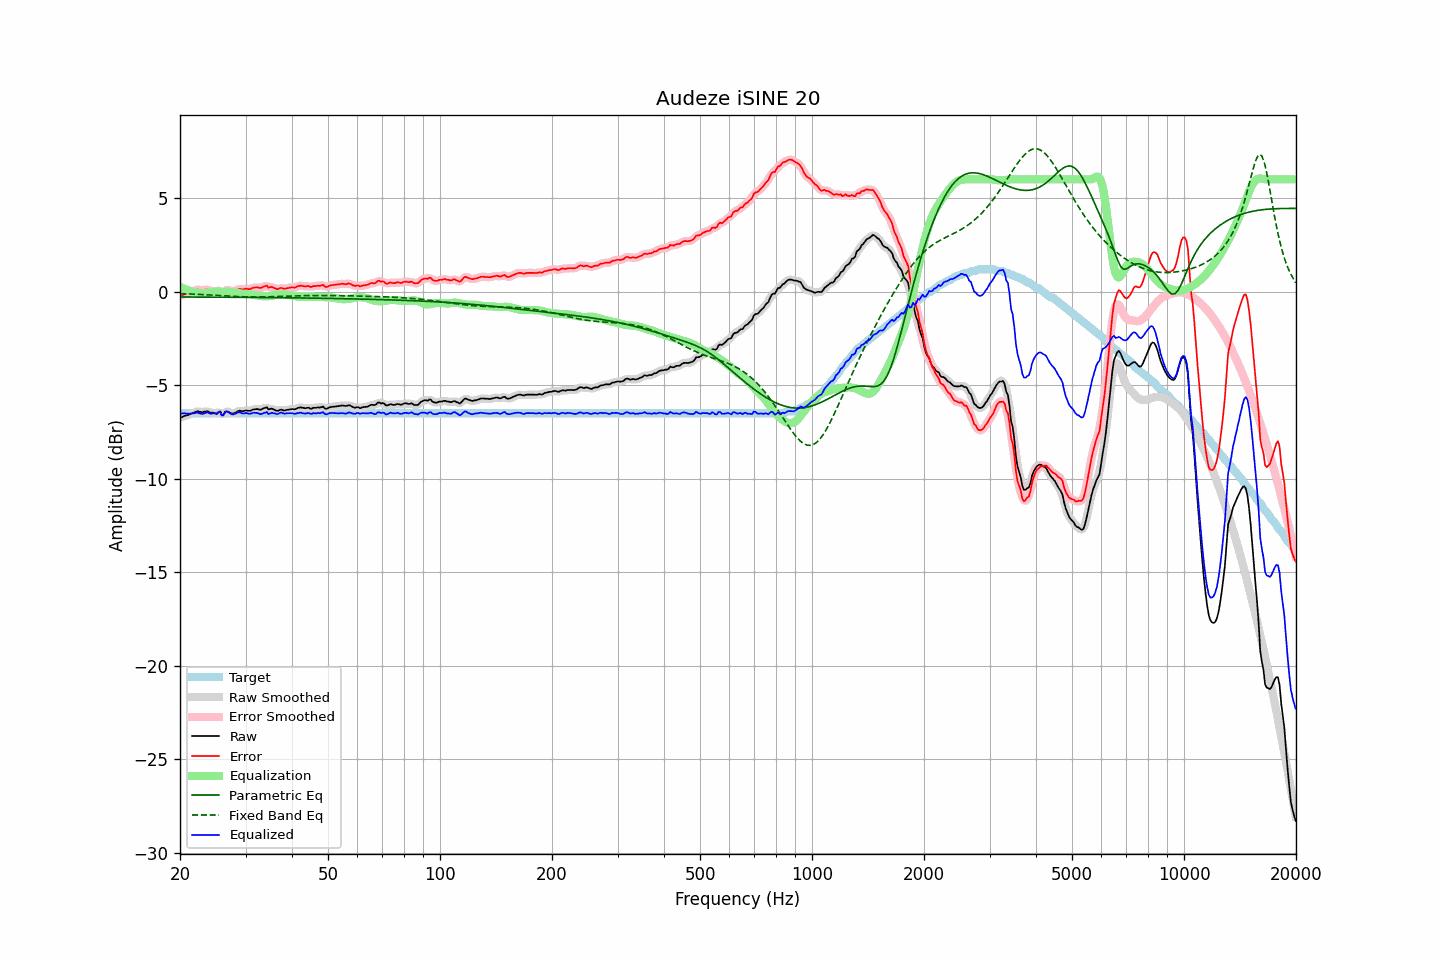 Audeze iSINE 20
Amplitude (dBr)
5
0
−5
−10
−15
−20
−25
−30
Target
Raw Smoothed
Error Smoothed
Raw
Error
Equalization
Parametric Eq
Fixed Band Eq
Equalized
20 50 100 200 500 1000 2000 5000 10000 20000
Frequency (Hz)